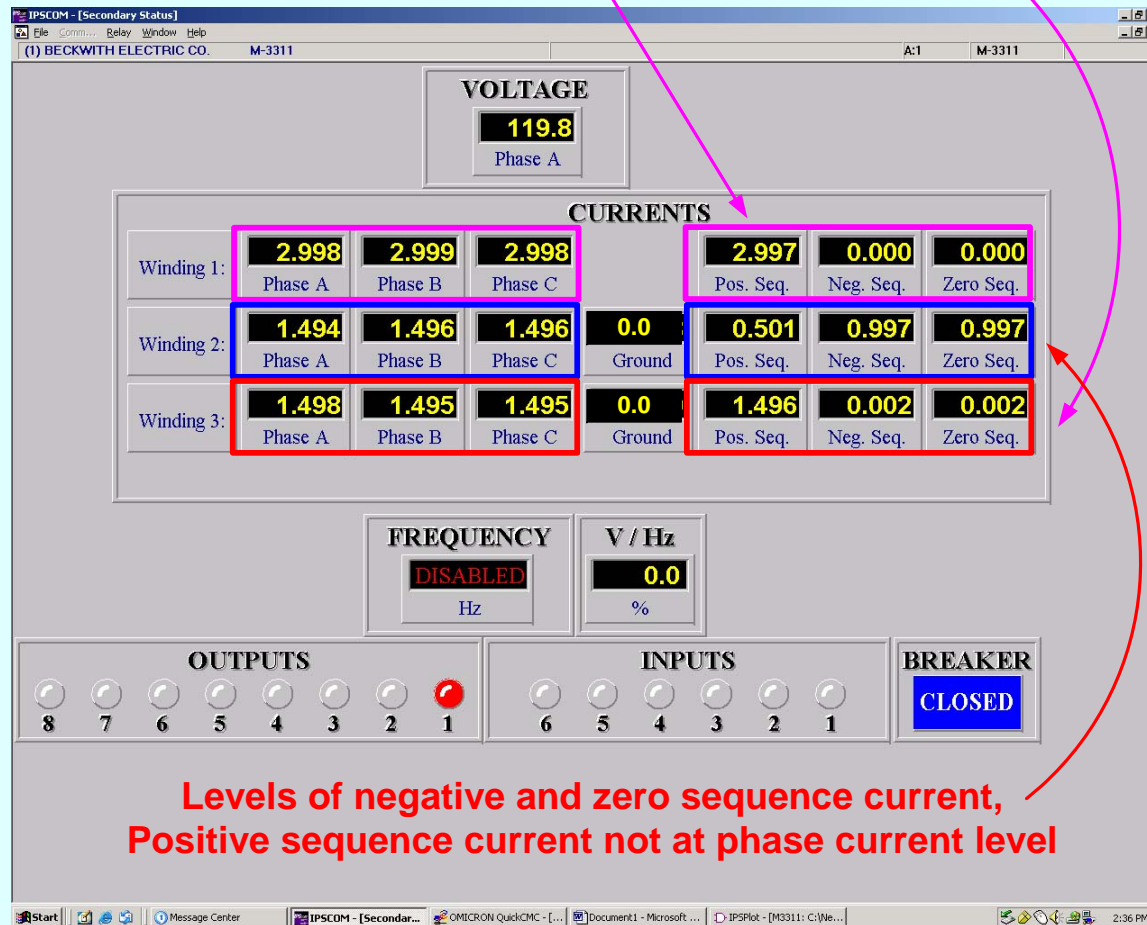 IPSCOM - [Secondary Status]
File Comm... Relay Window Help
(1) BECKWITH ELECTRIC CO. M-3311 A:1 M-3311
VOLTAGE
119.8
Phase A
CURRENTS
Winding 1: 2.998 2.999 2.998 2.997 0.000 0.000
Phase A Phase B Phase C Pos. Seq. Neg. Seq. Zero Seq.
Winding 2: 1.494 1.496 1.496 0.0 0.501 0.997 0.997
Phase A Phase B Phase C Ground Pos. Seq. Neg. Seq. Zero Seq.
Winding 3: 1.498 1.495 1.495 0.0 1.496 0.002 0.002
Phase A Phase B Phase C Ground Pos. Seq. Neg. Seq. Zero Seq.
FREQUENCY V / Hz
DISABLED 0.0
Hz %
OUTPUTS INPUTS BREAKER
CLOSED
8 7 6 5 4 3 2 1 6 5 4 3 2 1
Levels of negative and zero sequence current,
Positive sequence current not at phase current level
Start Message Center IPSCOM - [Secondar... OMICRON QuickCMC - [... Document1 - Microsoft ... IPSPlot - [M3311: C:\Ne... 2:36 PM